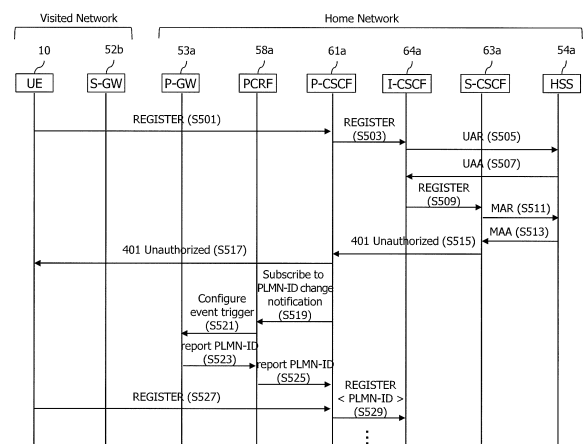 Visited Network
Home Network
10
52b
53a
58a
61a
64a
63a
54a
UE
S-GW
P-GW
PCRF
P-CSCF
I-CSCF
S-CSCF
HSS
REGISTER (S501)
REGISTER
(S503)
UAR (S505)
UAA (S507)
REGISTER
(S509)
MAR (S511)
MAA (S513)
401 Unauthorized (S515)
401 Unauthorized (S517)
Subscribe to
PLMN-ID change
notification
(S519)
Configure
event trigger
(S521)
report PLMN-ID
(S523)
report PLMN-ID
(S525)
REGISTER (S527)
REGISTER
< PLMN-ID >
(S529)